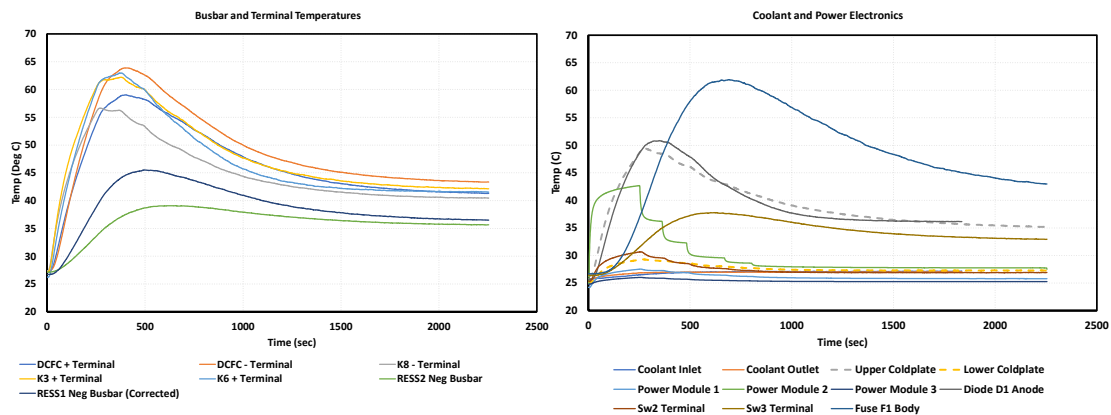 Busbar and Terminal Temperatures
70
65
60
55
50
45
40
35
30
25
20
Temp (Deg C)
0
500
1000
1500
2000
2500
Time (sec)
DCFC + Terminal
DCFC - Terminal
K8 - Terminal
K3 + Terminal
K6 + Terminal
RESS2 Neg Busbar
RESS1 Neg Busbar (Corrected)
Coolant and Power Electronics
70
65
60
55
50
45
40
35
30
25
20
Temp (C)
0
500
1000
1500
2000
2500
Time (sec)
Coolant Inlet
Coolant Outlet
Upper Coldplate
Lower Coldplate
Power Module 1
Power Module 2
Power Module 3
Diode D1 Anode
Sw2 Terminal
Sw3 Terminal
Fuse F1 Body